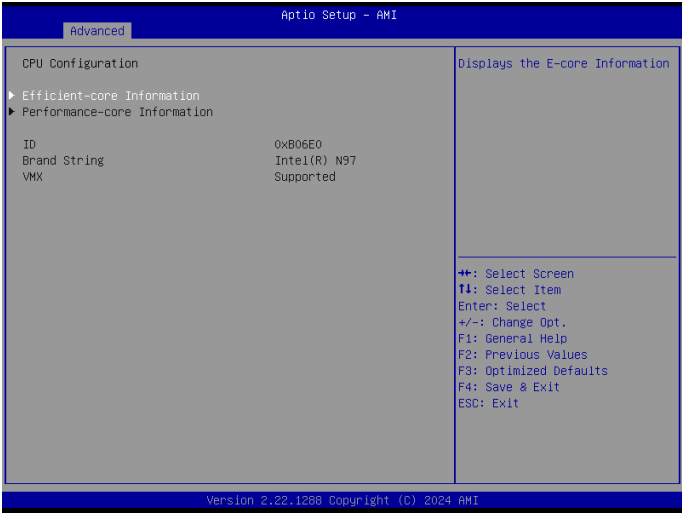 Aptio Setup - AMI
Advanced
CPU Configuration
Efficient-core Information
Performance-core Information
ID 0xB06E0
Brand String Intel(R) N97
VMX Supported
Displays the E-core Information
→←: Select Screen
↑↓: Select Item
Enter: Select
+/-: Change Opt.
F1: General Help
F2: Previous Values
F3: Optimized Defaults
F4: Save & Exit
ESC: Exit
Version 2.22.1288 Copyright (C) 2024 AMI